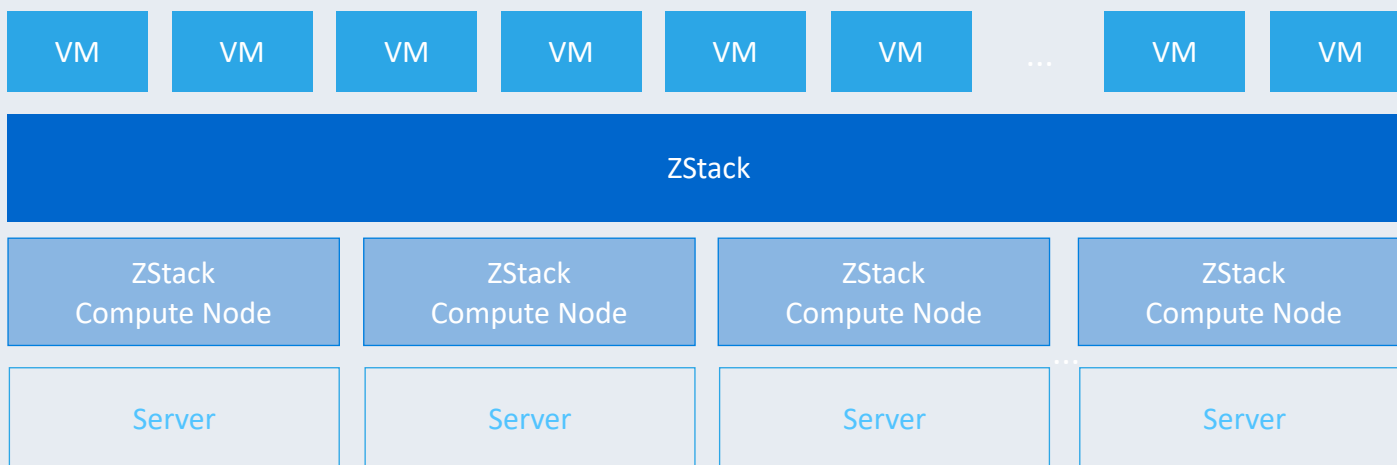 VM VM VM VM VM VM ... VM VM
ZStack
ZStack ZStack ZStack ZStack
Compute Node Compute Node Compute Node Compute Node
...
Server Server Server Server